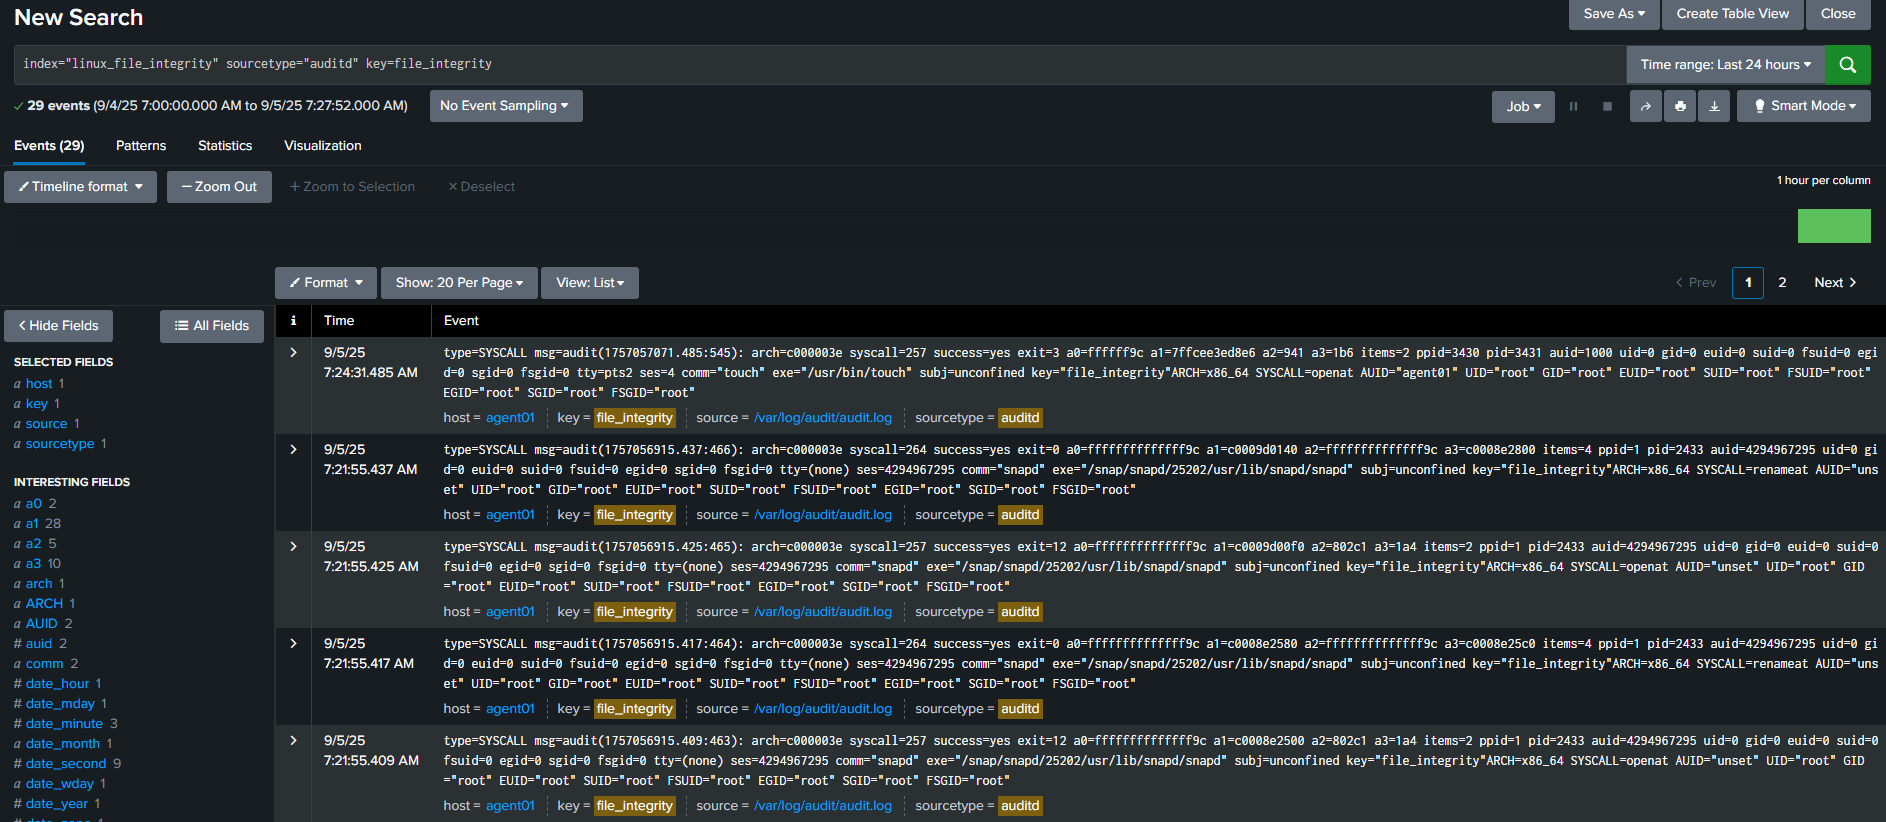 New Search
Save As
Create Table View
Close
index="linux_file_integrity" sourcetype="auditd" key=file_integrity
Time range: Last 24 hours
29 events (9/4/25 7:00:00.000 AM to 9/5/25 7:27:52.000 AM)
No Event Sampling
Job
Smart Mode
Events (29)
Patterns
Statistics
Visualization
Timeline format
— Zoom Out
+ Zoom to Selection
× Deselect
1 hour per column
Format
Show: 20 Per Page
View: List
< Prev
1
2
Next >
< Hide Fields
All Fields
SELECTED FIELDS
a host 1
a key 1
a source 1
a sourcetype 1
INTERESTING FIELDS
a a0 2
a a1 28
a a2 5
a a3 10
a arch 1
a ARCH 1
a AUID 2
# auid 2
a comm 2
# date_hour 1
# date_mday 1
# date_minute 3
a date_month 1
# date_second 9
a date_wday 1
# date_year 1
i
Time
Event
9/5/25
7:24:31.485 AM
type=SYSCALL msg=audit(1757057071.485:545): arch=c000003e syscall=257 success=yes exit=3 a0=ffffff9c a1=7ffcee3ed8e6 a2=941 a3=1b6 items=2 ppid=3430 pid=3431 auid=1000 uid=0 gid=0 euid=0 suid=0 fsuid=0 egi
d=0 sgid=0 fsgid=0 tty=pts2 ses=4 comm="touch" exe="/usr/bin/touch" subj=unconfined key="file_integrity"ARCH=x86_64 SYSCALL=openat AUID="agent01" UID="root" GID="root" EUID="root" SUID="root" FSUID="root"
EGID="root" SGID="root" FSGID="root"
host = agent01 key = file_integrity source = /var/log/audit/audit.log sourcetype = auditd
9/5/25
7:21:55.437 AM
type=SYSCALL msg=audit(1757056915.437:466): arch=c000003e syscall=264 success=yes exit=0 a0=ffffffffffffff9c a1=c0009d0140 a2=ffffffffffffff9c a3=c0008e2800 items=4 ppid=1 pid=2433 auid=4294967295 uid=0 gi
d=0 euid=0 suid=0 fsuid=0 egid=0 sgid=0 fsgid=0 tty=(none) ses=4294967295 comm="snapd" exe="/snap/snapd/25202/usr/lib/snapd/snapd" subj=unconfined key="file_integrity"ARCH=x86_64 SYSCALL=renameat AUID="uns
et" UID="root" GID="root" EUID="root" SUID="root" FSUID="root" EGID="root" SGID="root" FSGID="root"
host = agent01 key = file_integrity source = /var/log/audit/audit.log sourcetype = auditd
9/5/25
7:21:55.425 AM
type=SYSCALL msg=audit(1757056915.425:465): arch=c000003e syscall=257 success=yes exit=12 a0=ffffffffffffff9c a1=c0009d00f0 a2=802c1 a3=1a4 items=2 ppid=1 pid=2433 auid=4294967295 uid=0 gid=0 euid=0 suid=0
fsuid=0 egid=0 sgid=0 fsgid=0 tty=(none) ses=4294967295 comm="snapd" exe="/snap/snapd/25202/usr/lib/snapd/snapd" subj=unconfined key="file_integrity"ARCH=x86_64 SYSCALL=openat AUID="unset" UID="root" GID
="root" EUID="root" SUID="root" FSUID="root" EGID="root" SGID="root" FSGID="root"
host = agent01 key = file_integrity source = /var/log/audit/audit.log sourcetype = auditd
9/5/25
7:21:55.417 AM
type=SYSCALL msg=audit(1757056915.417:464): arch=c000003e syscall=264 success=yes exit=0 a0=ffffffffffffff9c a1=c0008e2580 a2=ffffffffffffff9c a3=c0008e25c0 items=4 ppid=1 pid=2433 auid=4294967295 uid=0 gi
d=0 euid=0 suid=0 fsuid=0 egid=0 sgid=0 fsgid=0 tty=(none) ses=4294967295 comm="snapd" exe="/snap/snapd/25202/usr/lib/snapd/snapd" subj=unconfined key="file_integrity"ARCH=x86_64 SYSCALL=renameat AUID="uns
et" UID="root" GID="root" EUID="root" SUID="root" FSUID="root" EGID="root" SGID="root" FSGID="root"
host = agent01 key = file_integrity source = /var/log/audit/audit.log sourcetype = auditd
9/5/25
7:21:55.409 AM
type=SYSCALL msg=audit(1757056915.409:463): arch=c000003e syscall=257 success=yes exit=12 a0=ffffffffffffff9c a1=c0008e2500 a2=802c1 a3=1a4 items=2 ppid=1 pid=2433 auid=4294967295 uid=0 gid=0 euid=0 suid=0
fsuid=0 egid=0 sgid=0 fsgid=0 tty=(none) ses=4294967295 comm="snapd" exe="/snap/snapd/25202/usr/lib/snapd/snapd" subj=unconfined key="file_integrity"ARCH=x86_64 SYSCALL=openat AUID="unset" UID="root" GID
="root" EUID="root" SUID="root" FSUID="root" EGID="root" SGID="root" FSGID="root"
host = agent01 key = file_integrity source = /var/log/audit/audit.log sourcetype = auditd